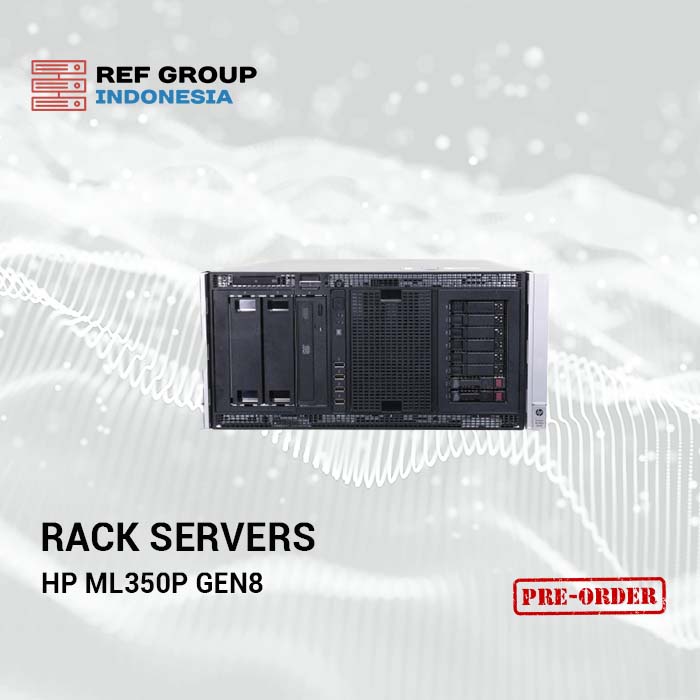 REF GROUP
INDONESIA
RACK SERVERS
HP ML350P GEN8
PRE-ORDER